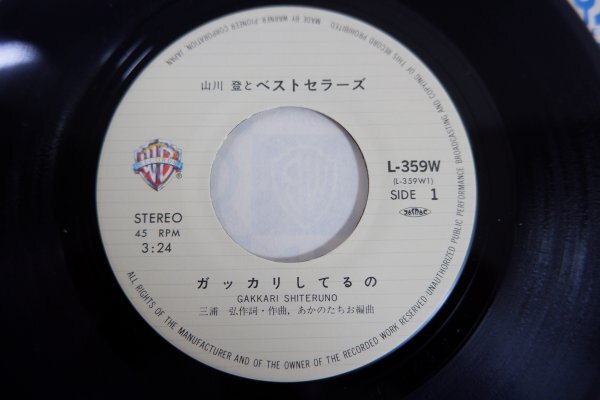 MADE BY WARNER-PIONEER CORPORATION, JAPAN
山川 登とベストセラーズ
WB
®
L-359W
(L-359W1)
SIDE 1
STEREO
45 RPM
3:24
ガッカリしてるの
GAKKARI SHITERUNO
三浦 弘作詞・作曲, あかのたちお編曲
ALL RIGHTS OF THE MANUFACTURER AND OF THE OWNER OF THE RECORDED WORK RESERVED·UNAUTHORIZED PUBLIC PERFORMANCE BROADCASTING AND COPYING OF THIS RECORD PROHIBITED